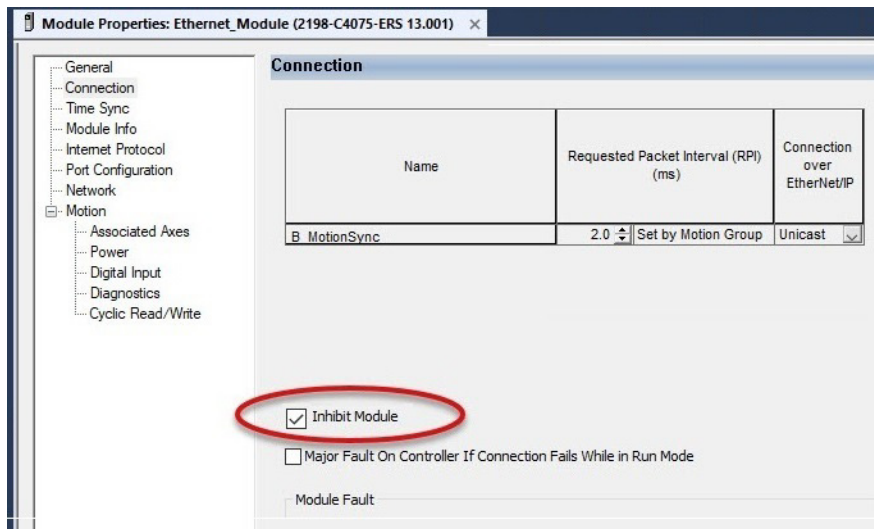 Module Properties: Ethernet_Module (2198-C4075-ERS 13.001)
General
Connection
Time Sync
Module Info
Internet Protocol
Port Configuration
Network
Motion
Associated Axes
Power
Digital Input
Diagnostics
Cyclic Read/Write
Connection
Name
Requested Packet Interval (RPI)
(ms)
Connection
over
EtherNet/IP
B_MotionSync
2.0 Set by Motion Group Unicast
Inhibit Module
Major Fault On Controller If Connection Fails While in Run Mode
Module Fault